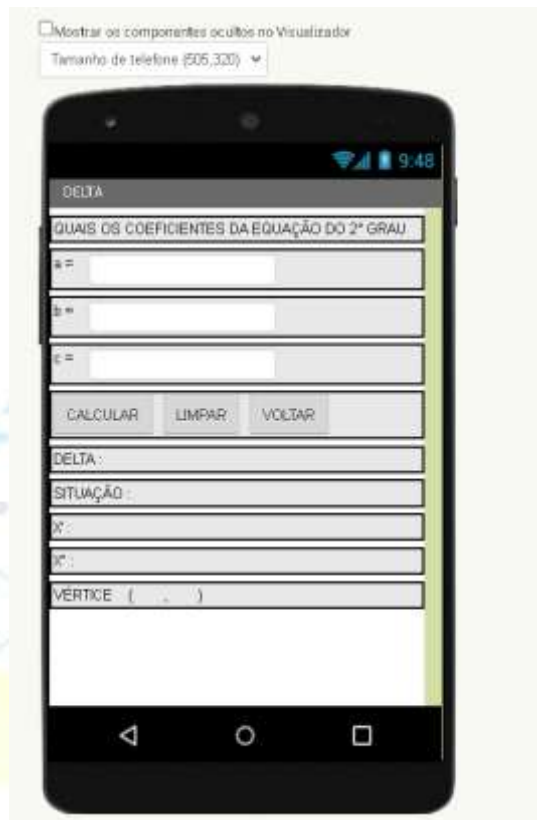 Mostrar os componentes ocultos no Visualizador
Tamanho de telefone (505,320)
9:48
DELTA
QUAIS OS COEFICIENTES DA EQUAÇÃO DO 2° GRAU
a =
b =
c =
CALCULAR LIMPAR VOLTAR
DELTA :
SITUAÇÃO :
X' :
X" :
VÉRTICE ( , )